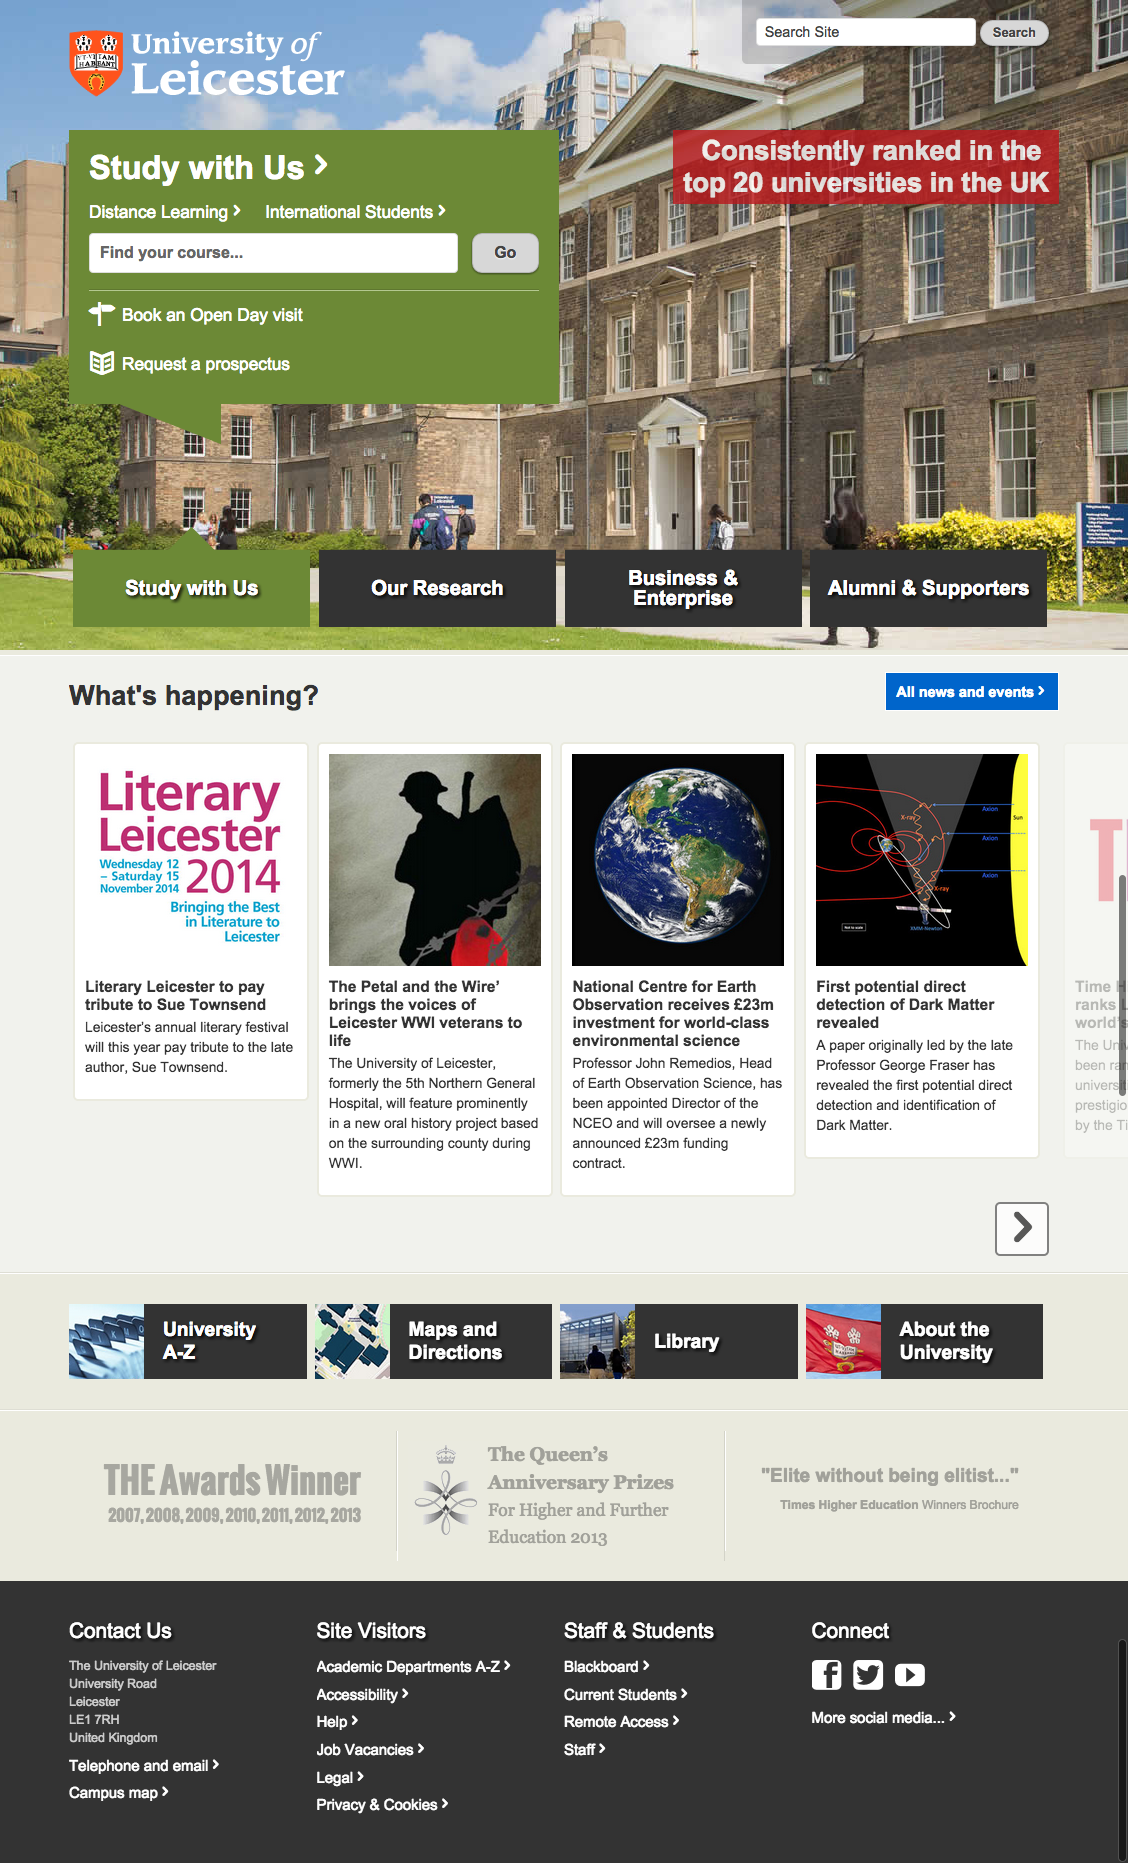 University of
Leicester
Search Site
Search
Study with Us
Distance Learning
International Students
Find your course...
Go
Book an Open Day visit
Request a prospectus
Consistently ranked in the
top 20 universities in the UK
Study with Us
Our Research
Business &
Enterprise
Alumni & Supporters
What's happening?
All news and events
Literary
Leicester
Wednesday 12
– Saturday 15
November 2014
2014
Bringing the Best
in Literature to
Leicester
Literary Leicester to pay
tribute to Sue Townsend
Leicester's annual literary festival
will this year pay tribute to the late
author, Sue Townsend.
The Petal and the Wire’
brings the voices of
Leicester WWI veterans to
life
The University of Leicester,
formerly the 5th Northern General
Hospital, will feature prominently
in a new oral history project based
on the surrounding county during
WWI.
National Centre for Earth
Observation receives £23m
investment for world-class
environmental science
Professor John Remedios, Head
of Earth Observation Science, has
been appointed Director of the
NCEO and will oversee a newly
announced £23m funding
contract.
Axion
X-ray
Sun
Axion
Axion
X-ray
Not to scale
XMM-Newton
First potential direct
detection of Dark Matter
revealed
A paper originally led by the late
Professor George Fraser has
revealed the first potential direct
detection and identification of
Dark Matter.
T
Time
ranks
world's
The
been
prestigio
by the
University
A-Z
Maps and
Directions
Library
About the
University
THE Awards Winner
2007, 2008, 2009, 2010, 2011, 2012, 2013
The Queen’s
Anniversary Prizes
For Higher and Further
Education 2013
"Elite without being elitist..."
Times Higher Education Winners Brochure
Contact Us
The University of Leicester
University Road
Leicester
LE1 7RH
United Kingdom
Telephone and email
Campus map
Site Visitors
Academic Departments A-Z
Accessibility
Help
Job Vacancies
Legal
Privacy & Cookies
Staff & Students
Blackboard
Current Students
Remote Access
Staff
Connect
More social media...